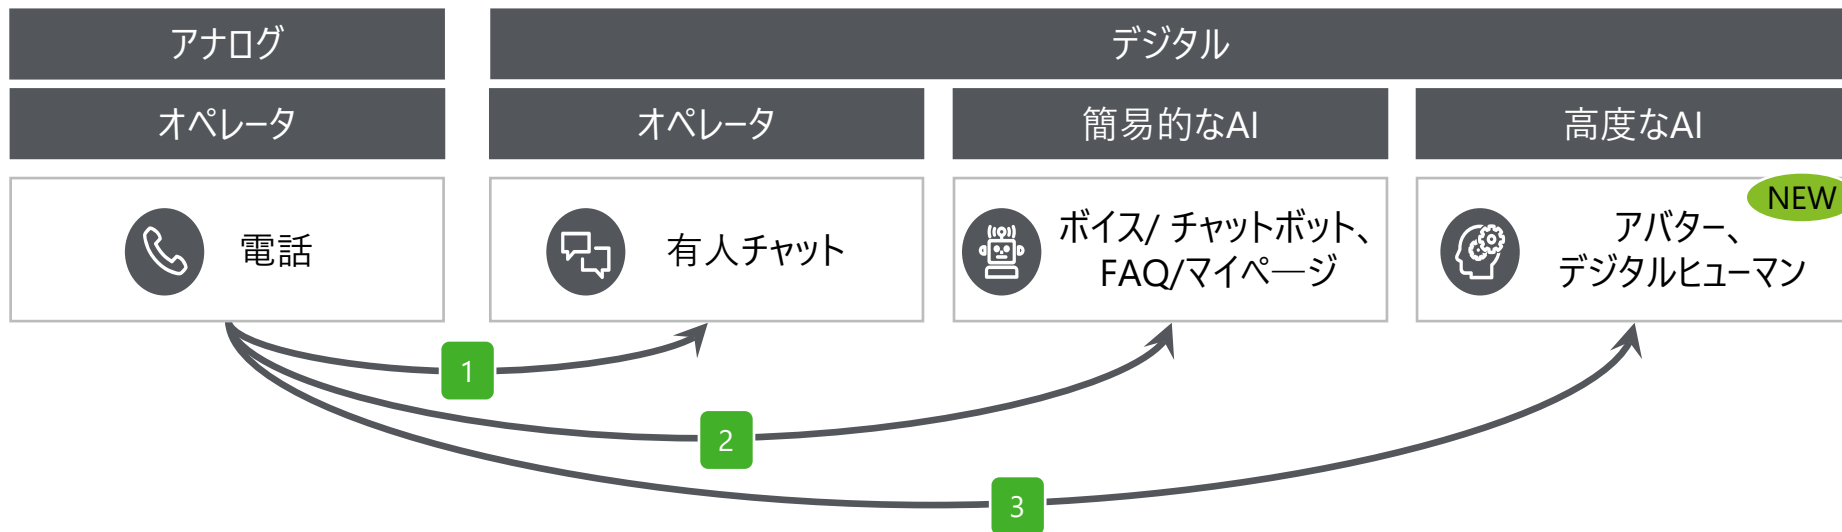 アナログ
デジタル
オペレータ
オペレータ
簡易的なAI
高度なAI
電話
有人チャット
ボイス/ チャットボット、
FAQ/マイページ
NEW
アバター、
デジタルヒューマン
1
2
3